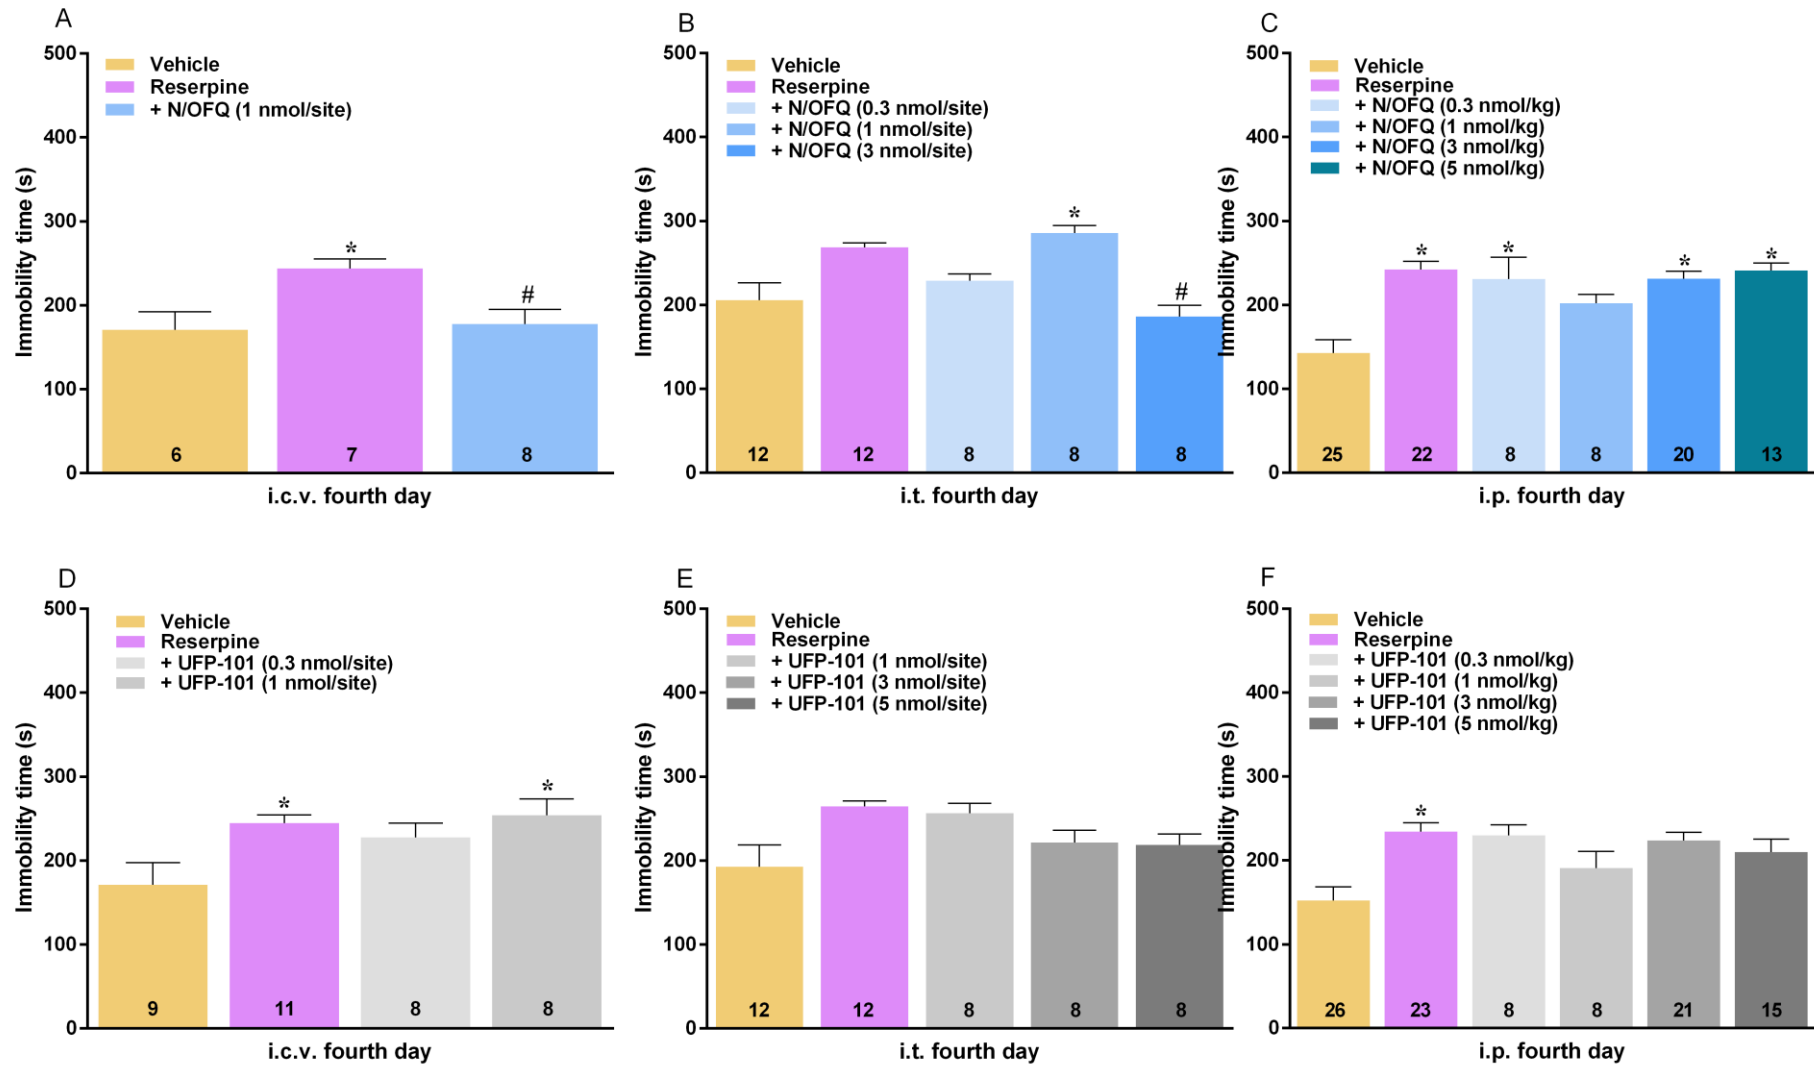 A
500
400
300
200
100
0
Immobility time (s)
Vehicle
Reserpine
+ N/OFQ (1 nmol/site)
*
#
6 7 8
i.c.v. fourth day
B
500
400
300
200
100
0
Immobility time (s)
Vehicle
Reserpine
+ N/OFQ (0.3 nmol/site)
+ N/OFQ (1 nmol/site)
+ N/OFQ (3 nmol/site)
*
#
12 12 8 8 8
i.t. fourth day
C
500
400
300
200
100
0
Immobility time (s)
Vehicle
Reserpine
+ N/OFQ (0.3 nmol/kg)
+ N/OFQ (1 nmol/kg)
+ N/OFQ (3 nmol/kg)
+ N/OFQ (5 nmol/kg)
* * * *
25 22 8 8 20 13
i.p. fourth day
D
500
400
300
200
100
0
Immobility time (s)
Vehicle
Reserpine
+ UFP-101 (0.3 nmol/site)
+ UFP-101 (1 nmol/site)
* *
9 11 8 8
i.c.v. fourth day
E
500
400
300
200
100
0
Immobility time (s)
Vehicle
Reserpine
+ UFP-101 (1 nmol/site)
+ UFP-101 (3 nmol/site)
+ UFP-101 (5 nmol/site)
12 12 8 8 8
i.t. fourth day
F
500
400
300
200
100
0
Immobility time (s)
Vehicle
Reserpine
+ UFP-101 (0.3 nmol/kg)
+ UFP-101 (1 nmol/kg)
+ UFP-101 (3 nmol/kg)
+ UFP-101 (5 nmol/kg)
*
26 23 8 8 21 15
i.p. fourth day